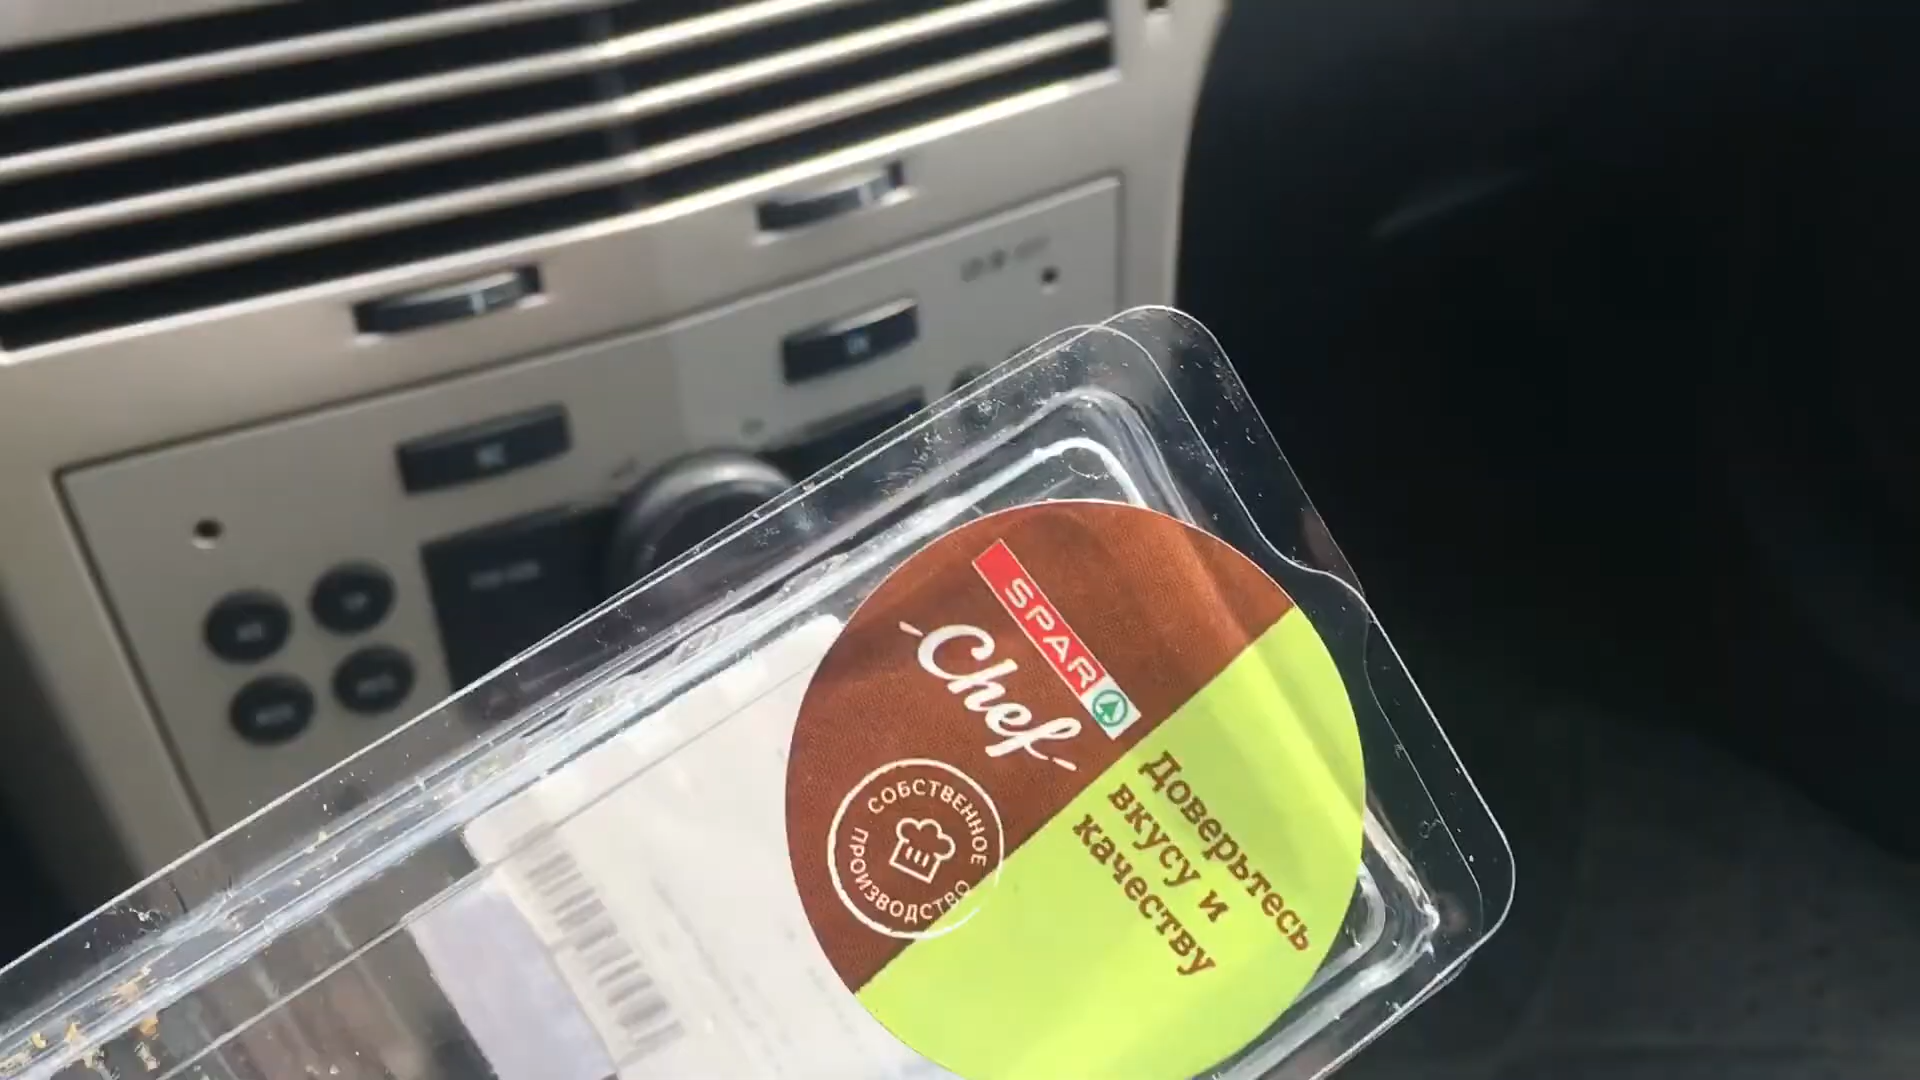 SPAR
Chef
СОБСТВЕННОЕ
ПРОИЗВОДСТВО
Доверьтесь
вкусу и
качеству